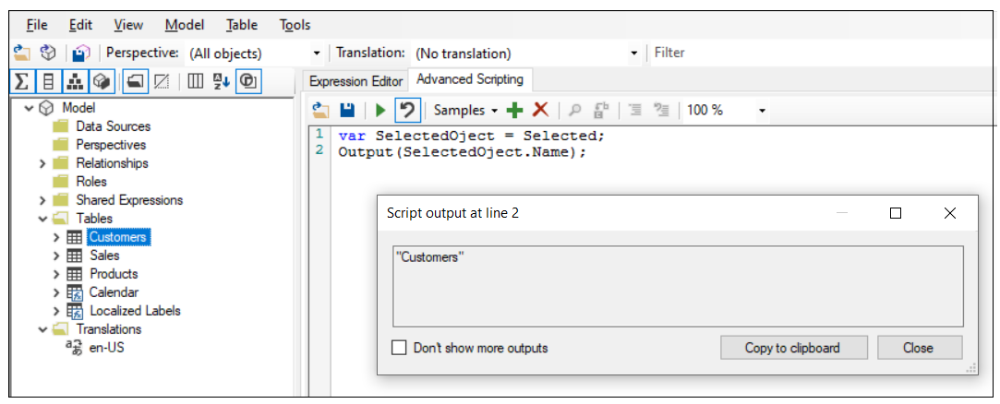 File Edit View Model Table Tools
Perspective: (All objects) Translation: (No translation) Filter
Expression Editor Advanced Scripting
Samples 100 %
Model
Data Sources
Perspectives
Relationships
Roles
Shared Expressions
Tables
Customers
Sales
Products
Calendar
Localized Labels
Translations
en-US
1 var SelectedOject = Selected;
2 Output(SelectedOject.Name);
Script output at line 2
"Customers"
Don't show more outputs
Copy to clipboard Close